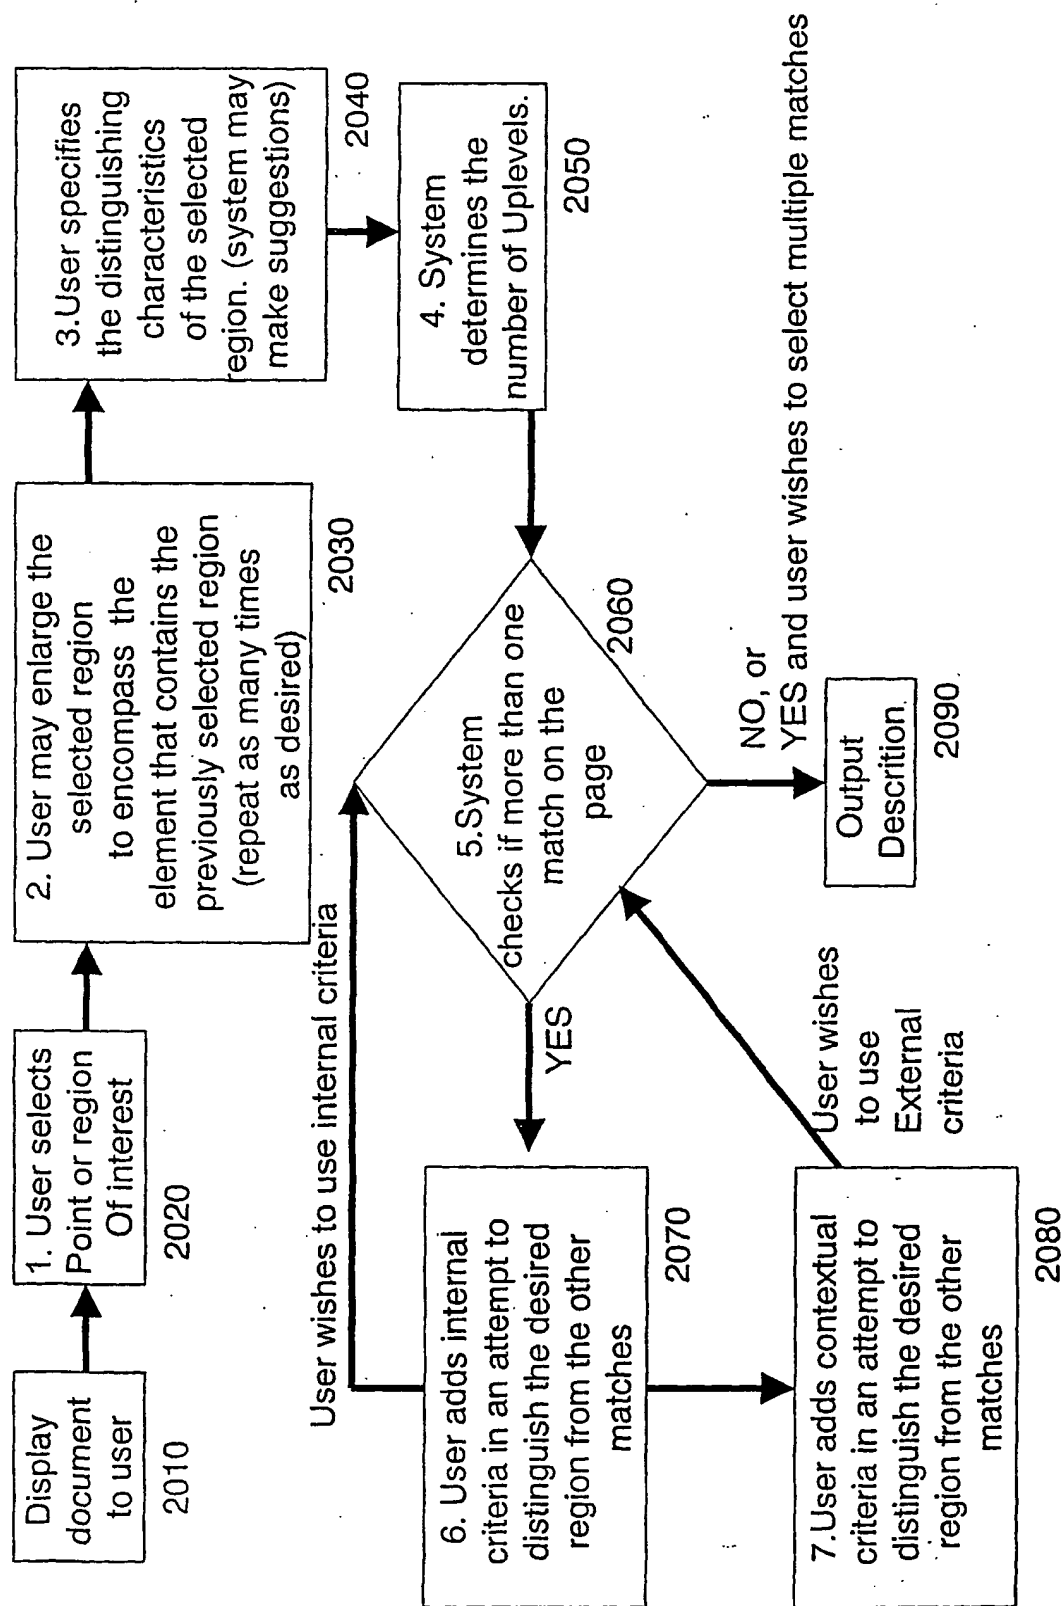 Display
document
to user
2010
1. User selects
Point or region
Of interest
2020
2. User may enlarge the
selected region
to encompass the
element that contains the
previously selected region
(repeat as many times
as desired)
2030
3.User specifies
the distinguishing
characteristics
of the selected
region. (system may
make suggestions)
2040
4. System
determines the
number of Uplevels.
2050
User wishes to use internal criteria
5.System
checks if more than one
match on the
page
2060
YES
NO, or
YES and user wishes to select multiple matches
6. User adds internal
criteria in an attempt to
distinguish the desired
region from the other
matches
2070
User wishes
to use
External
criteria
Output
Descrition
2090
7.User adds contextual
criteria in an attempt to
distinguish the desired
region from the other
matches
2080